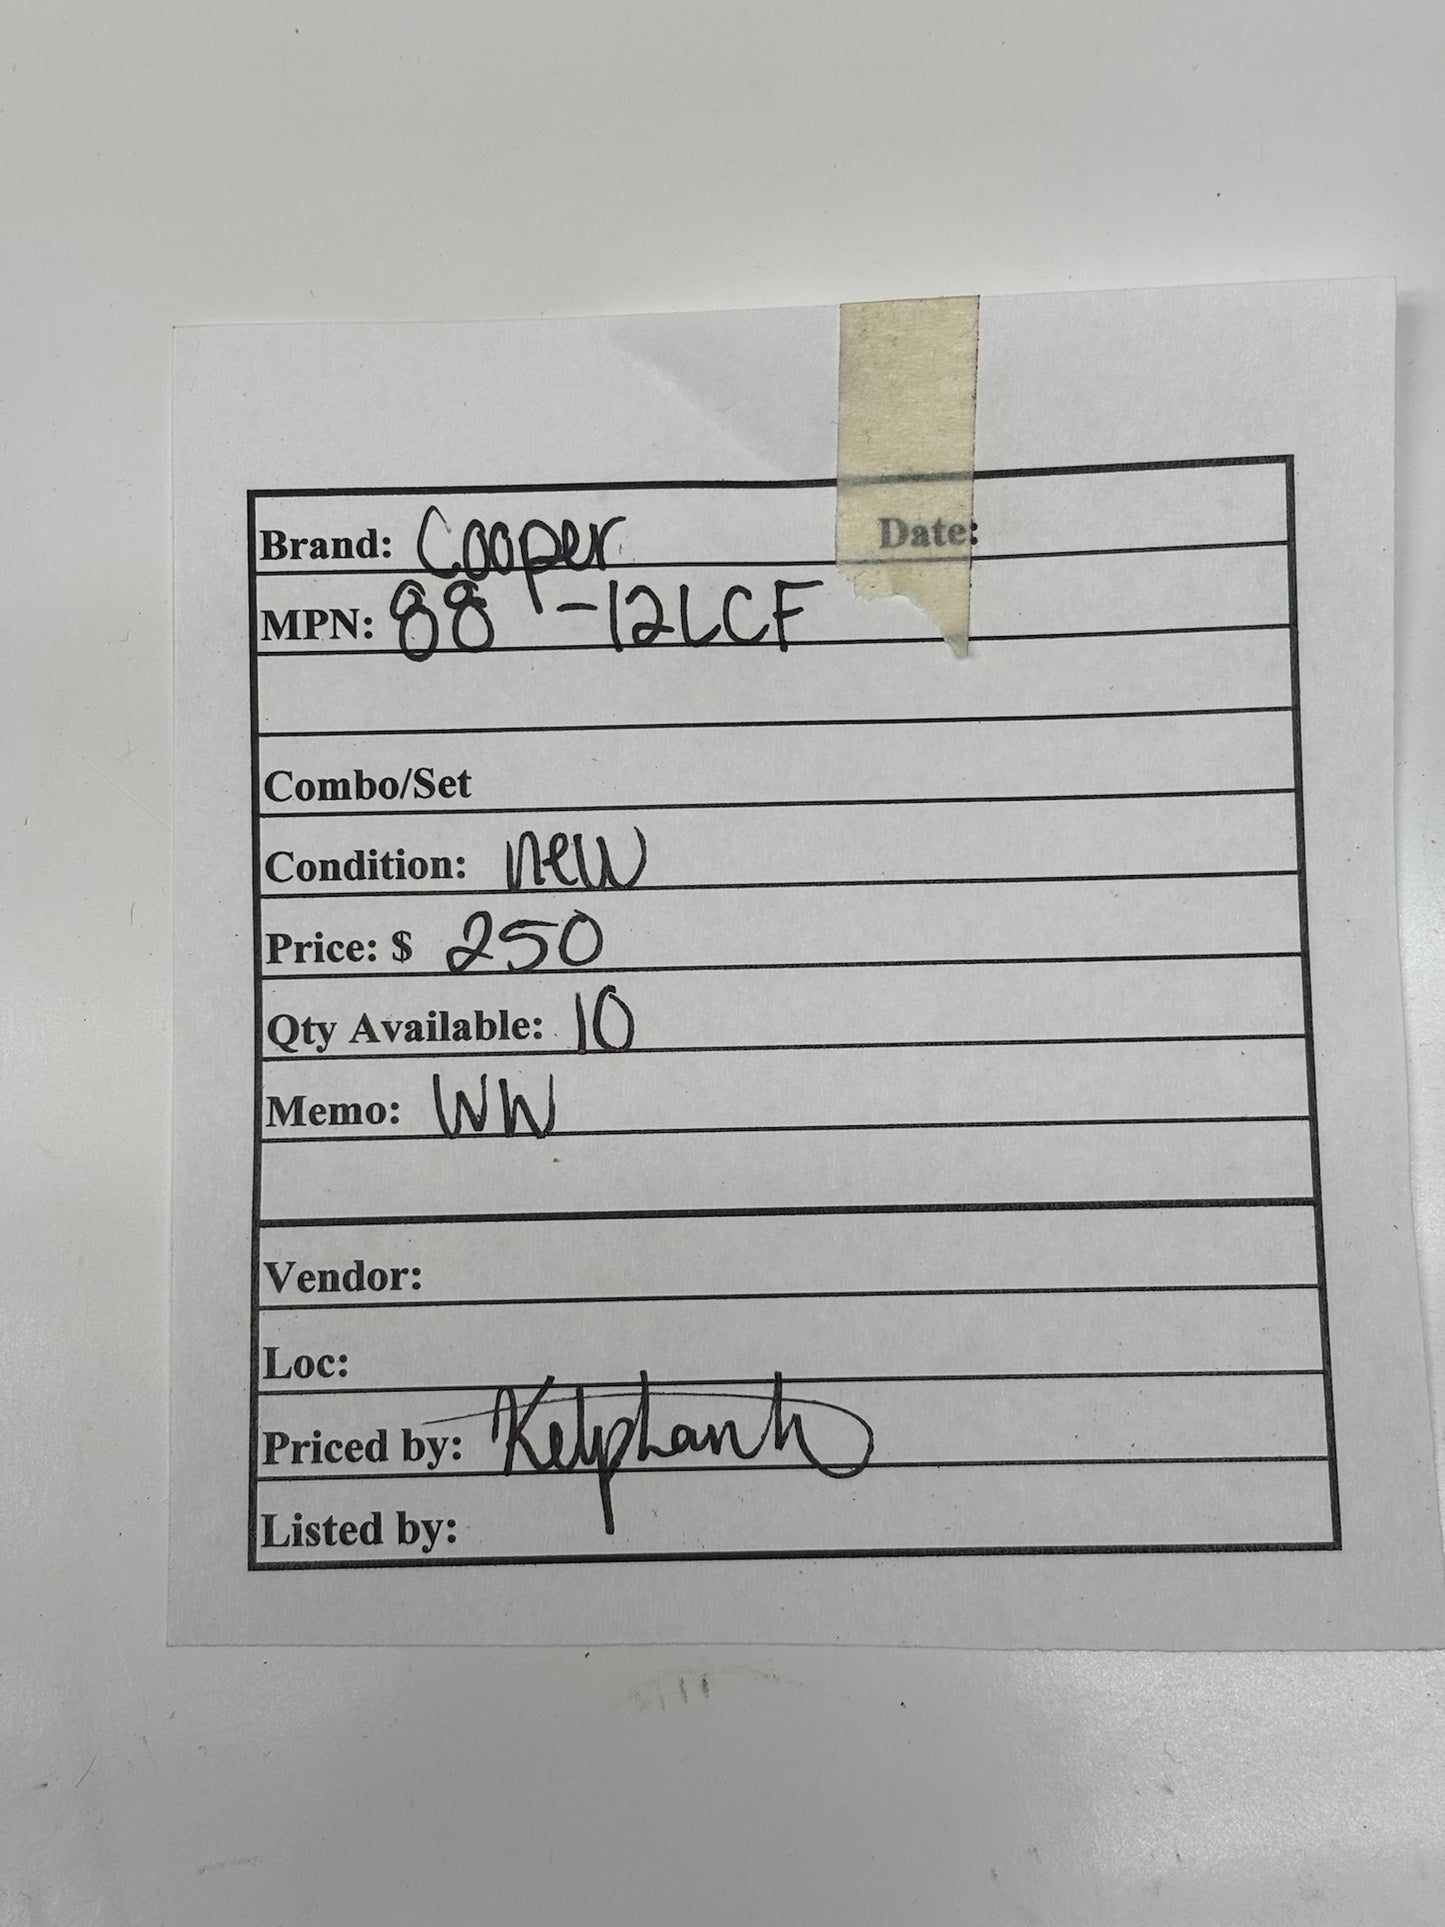 Brand: Cooper Date:
MPN: 88-12LCF
Combo/Set
Condition: new
Price: $ 250
Qty Available: 10
Memo: WW
Vendor:
Loc:
Priced by:
Listed by: